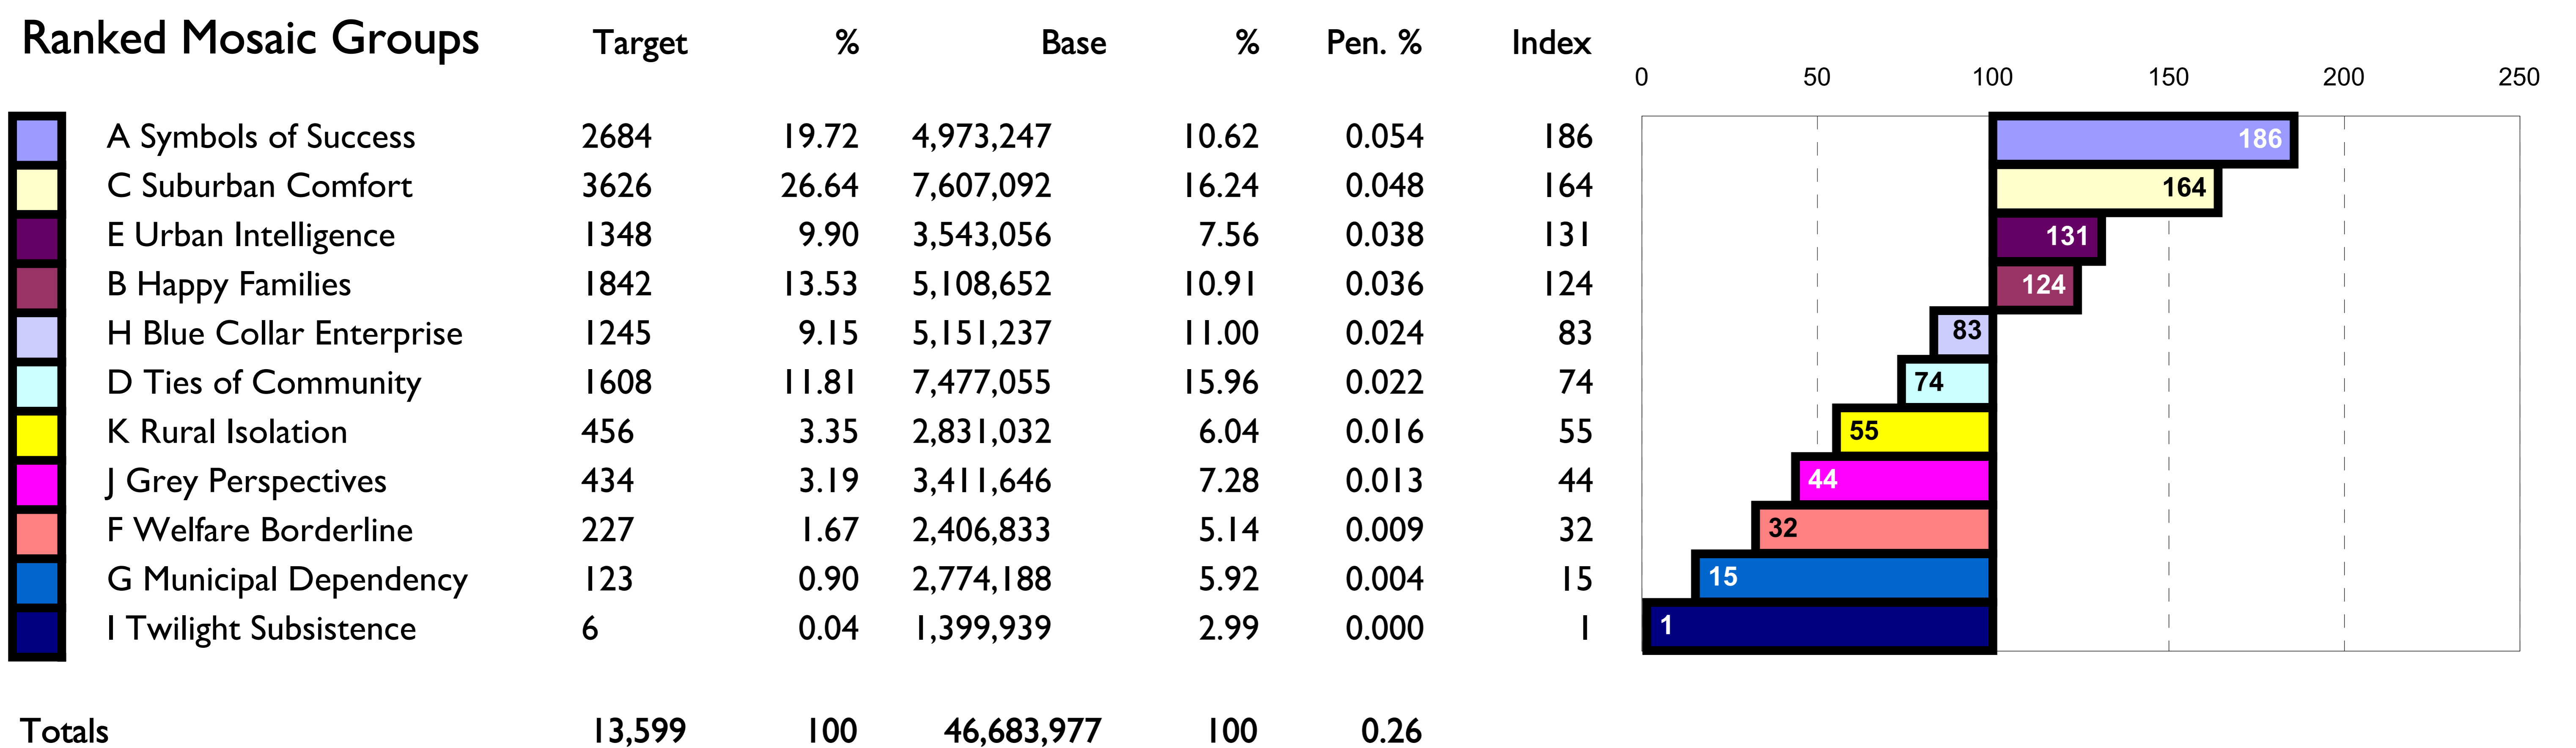 Ranked Mosaic Groups Target % Base % Pen. % Index
0 50 100 150 200 250
A Symbols of Success 2684 19.72 4,973,247 10.62 0.054 186 186
C Suburban Comfort 3626 26.64 7,607,092 16.24 0.048 164 164
E Urban Intelligence 1348 9.90 3,543,056 7.56 0.038 131 131
B Happy Families 1842 13.53 5,108,652 10.91 0.036 124 124
H Blue Collar Enterprise 1245 9.15 5,151,237 11.00 0.024 83 83
D Ties of Community 1608 11.81 7,477,055 15.96 0.022 74 74
K Rural Isolation 456 3.35 2,831,032 6.04 0.016 55 55
J Grey Perspectives 434 3.19 3,411,646 7.28 0.013 44 44
F Welfare Borderline 227 1.67 2,406,833 5.14 0.009 32 32
G Municipal Dependency 123 0.90 2,774,188 5.92 0.004 15 15
I Twilight Subsistence 6 0.04 1,399,939 2.99 0.000 1 1
Totals 13,599 100 46,683,977 100 0.26